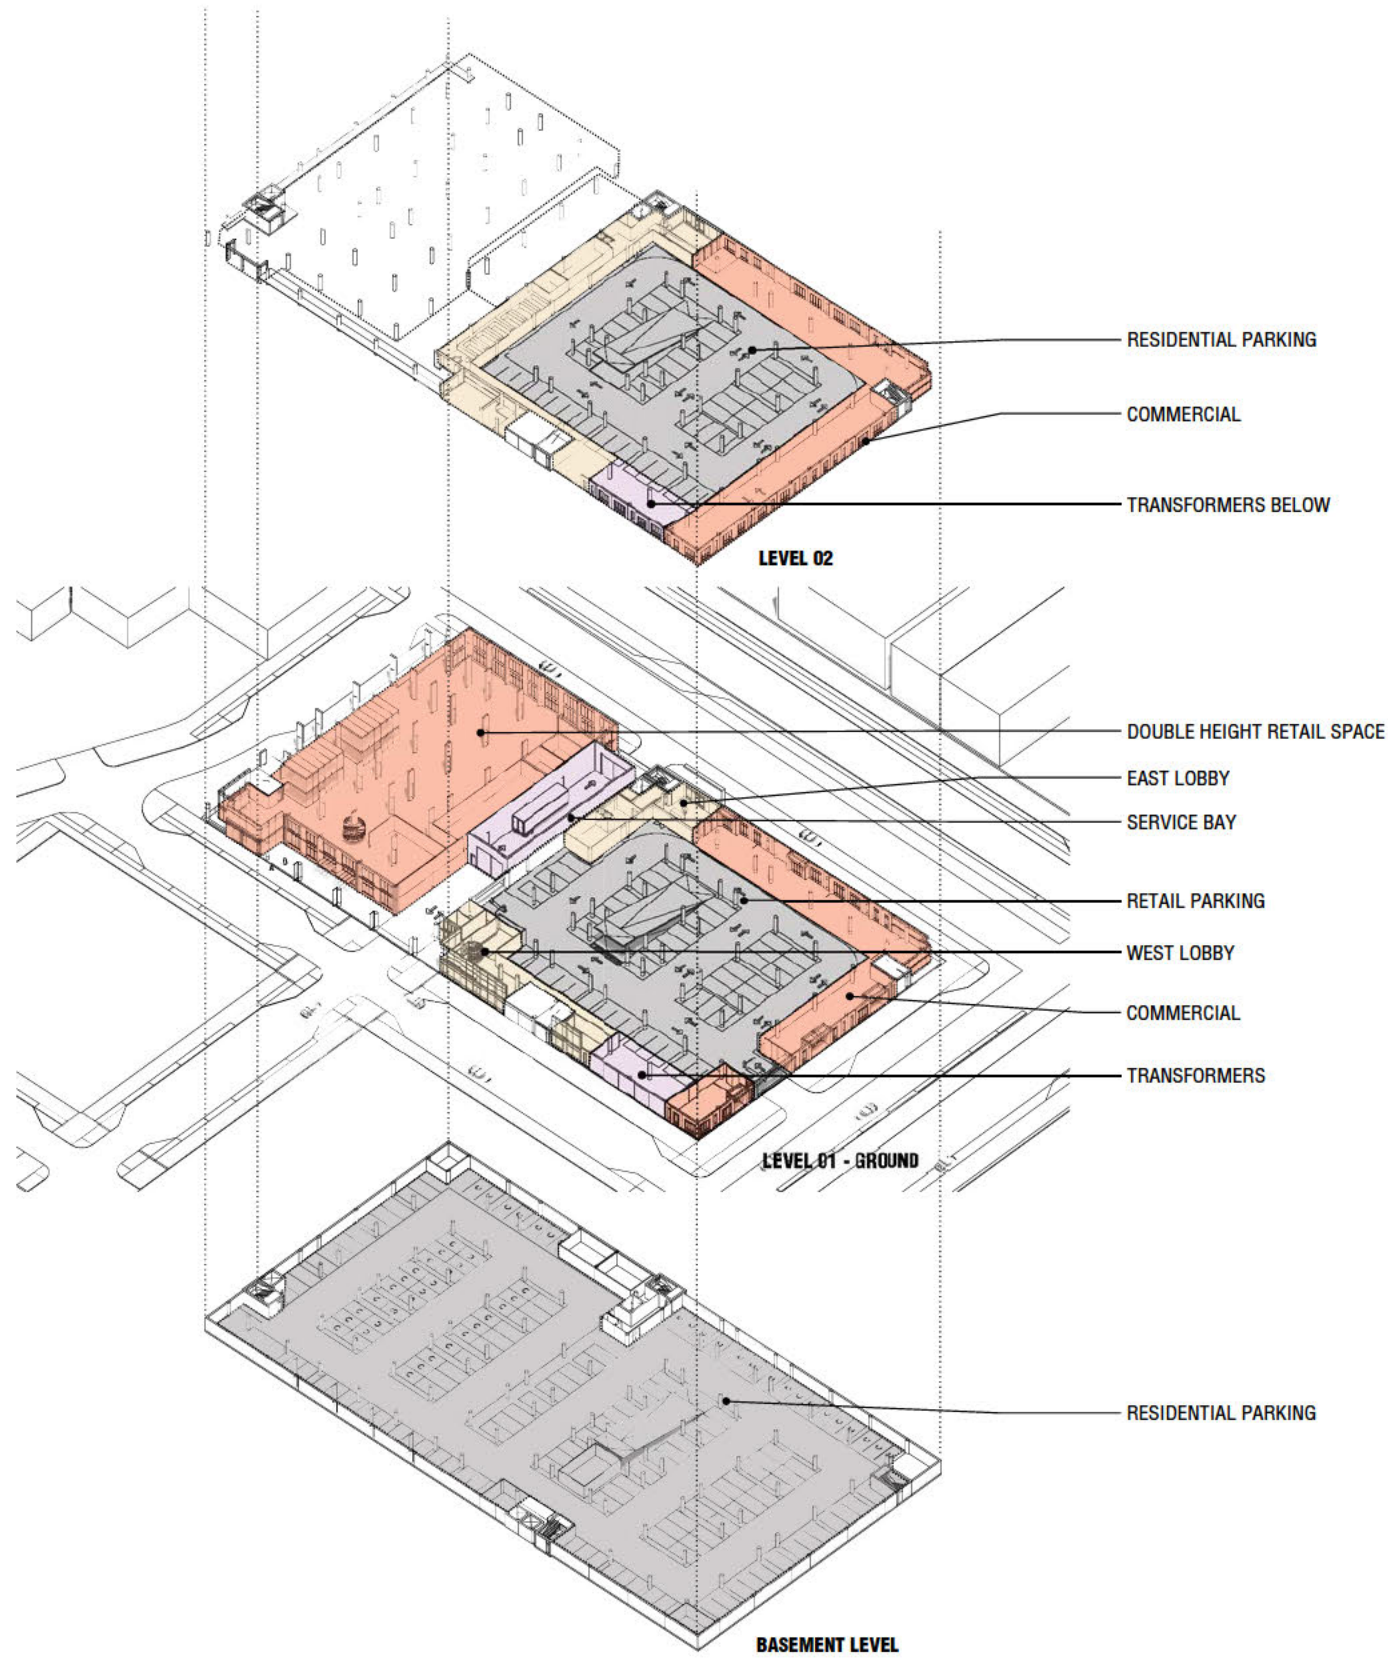 RESIDENTIAL PARKING
COMMERCIAL
TRANSFORMERS BELOW
LEVEL 02
DOUBLE HEIGHT RETAIL SPACE
EAST LOBBY
SERVICE BAY
RETAIL PARKING
WEST LOBBY
COMMERCIAL
TRANSFORMERS
LEVEL 01 - GROUND
RESIDENTIAL PARKING
BASEMENT LEVEL